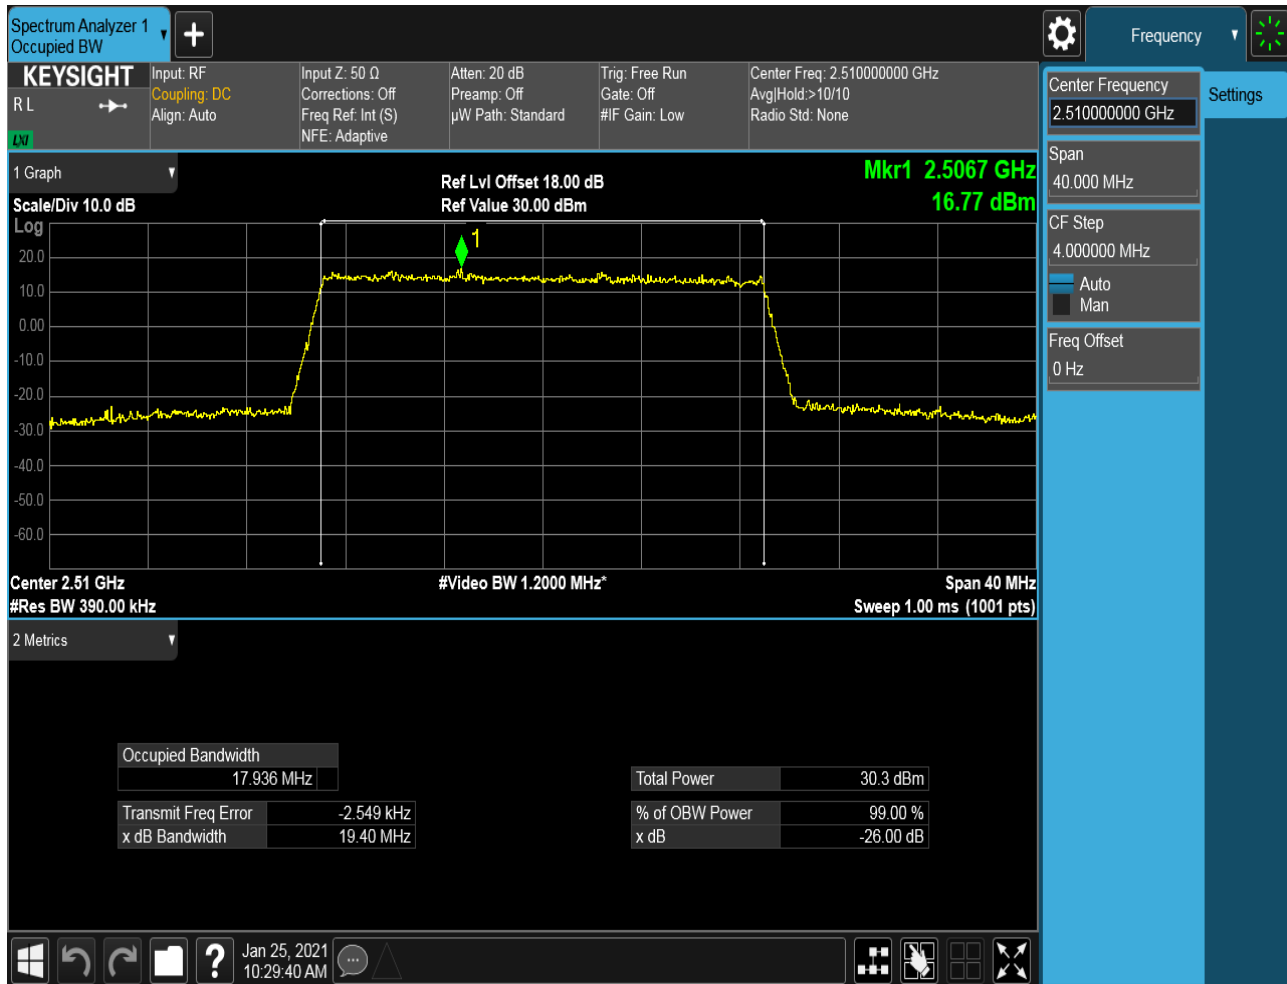 Spectrum Analyzer 1
Occupied BW
+
Frequency
KEYSIGHT
R L
LXI
Input: RF
Coupling: DC
Align: Auto
Input Z: 50 Ω
Corrections: Off
Freq Ref: Int (S)
NFE: Adaptive
Atten: 20 dB
Preamp: Off
µW Path: Standard
Trig: Free Run
Gate: Off
#IF Gain: Low
Center Freq: 2.510000000 GHz
Avg|Hold:>10/10
Radio Std: None
Center Frequency
2.510000000 GHz
Settings
Span
40.000 MHz
CF Step
4.000000 MHz
Auto
Man
Freq Offset
0 Hz
1 Graph
Scale/Div 10.0 dB
Ref Lvl Offset 18.00 dB
Ref Value 30.00 dBm
Mkr1 2.5067 GHz
16.77 dBm
Log
1
20.0
10.0
0.00
-10.0
-20.0
-30.0
-40.0
-50.0
-60.0
Center 2.51 GHz
#Video BW 1.2000 MHz*
Span 40 MHz
#Res BW 390.00 kHz
Sweep 1.00 ms (1001 pts)
2 Metrics
Occupied Bandwidth
17.936 MHz
Total Power 30.3 dBm
Transmit Freq Error -2.549 kHz
% of OBW Power 99.00 %
x dB Bandwidth 19.40 MHz
x dB -26.00 dB
?
Jan 25, 2021
10:29:40 AM